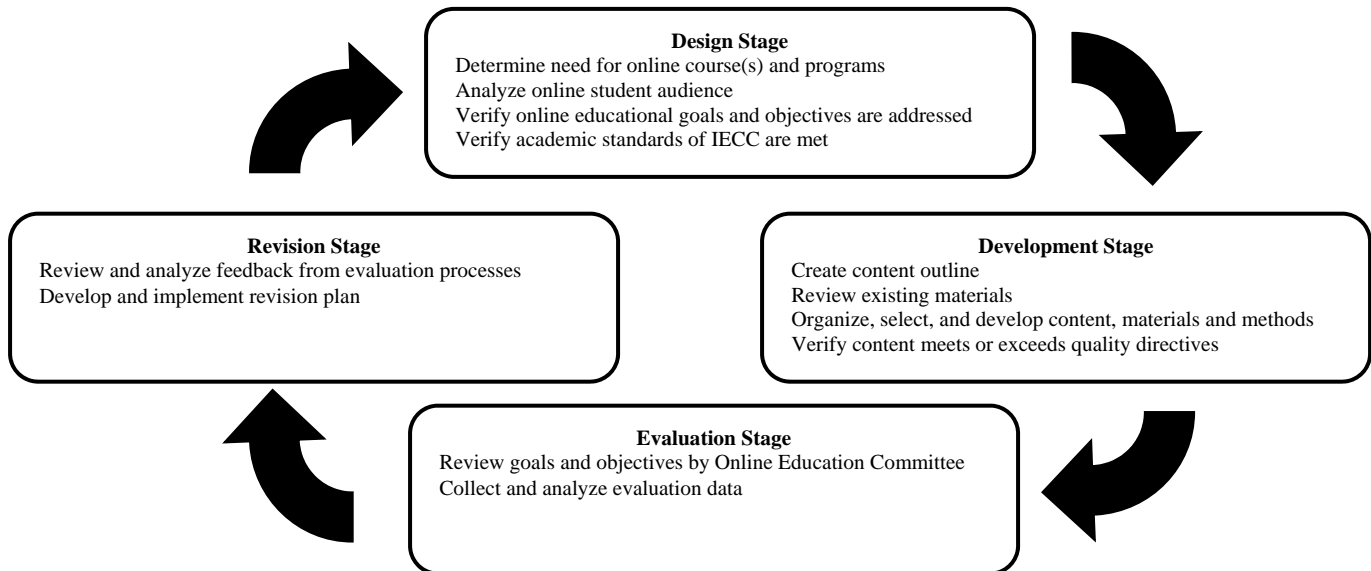 Design Stage
Determine need for online course(s) and programs
Analyze online student audience
Verify online educational goals and objectives are addressed
Verify academic standards of IECC are met
Revision Stage
Review and analyze feedback from evaluation processes
Develop and implement revision plan
Development Stage
Create content outline
Review existing materials
Organize, select, and develop content, materials and methods
Verify content meets or exceeds quality directives
Evaluation Stage
Review goals and objectives by Online Education Committee
Collect and analyze evaluation data